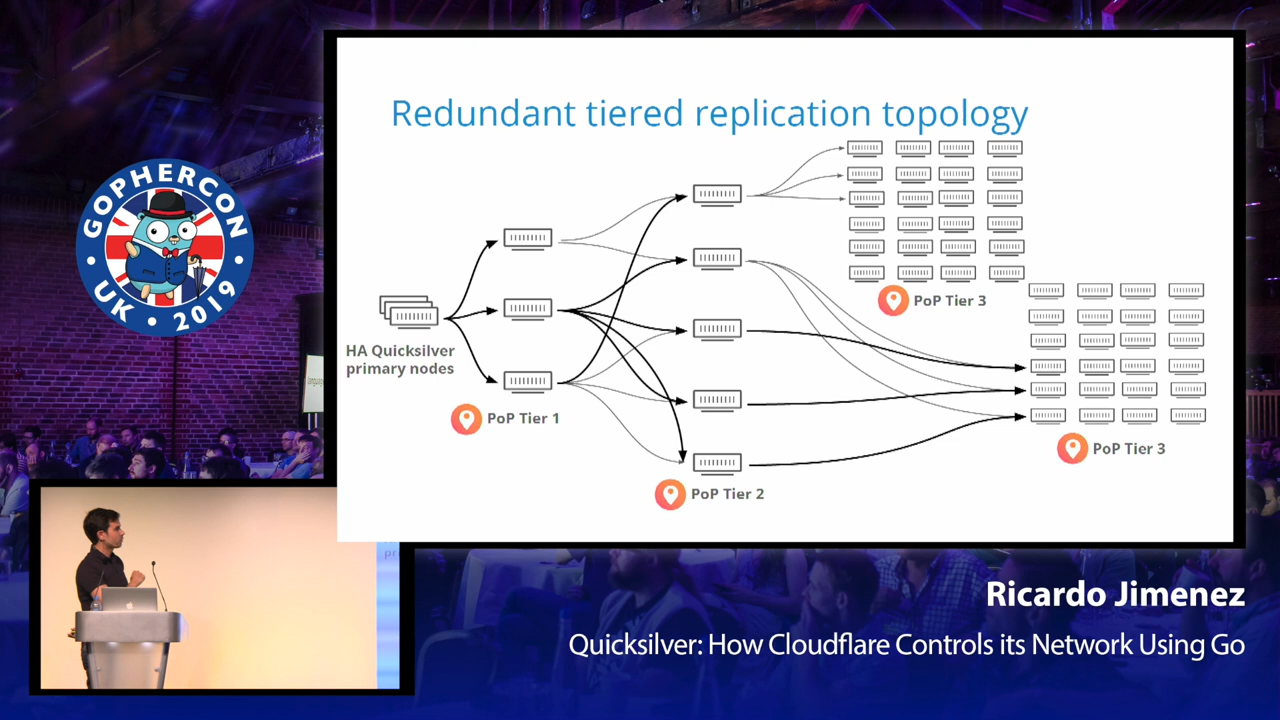 Redundant tiered replication topology
HA Quicksilver
primary nodes
PoP Tier 1
PoP Tier 2
PoP Tier 3
PoP Tier 3
GOPHERCON
UK • 2019
Ricardo Jimenez
Quicksilver: How Cloudflare Controls its Network Using Go